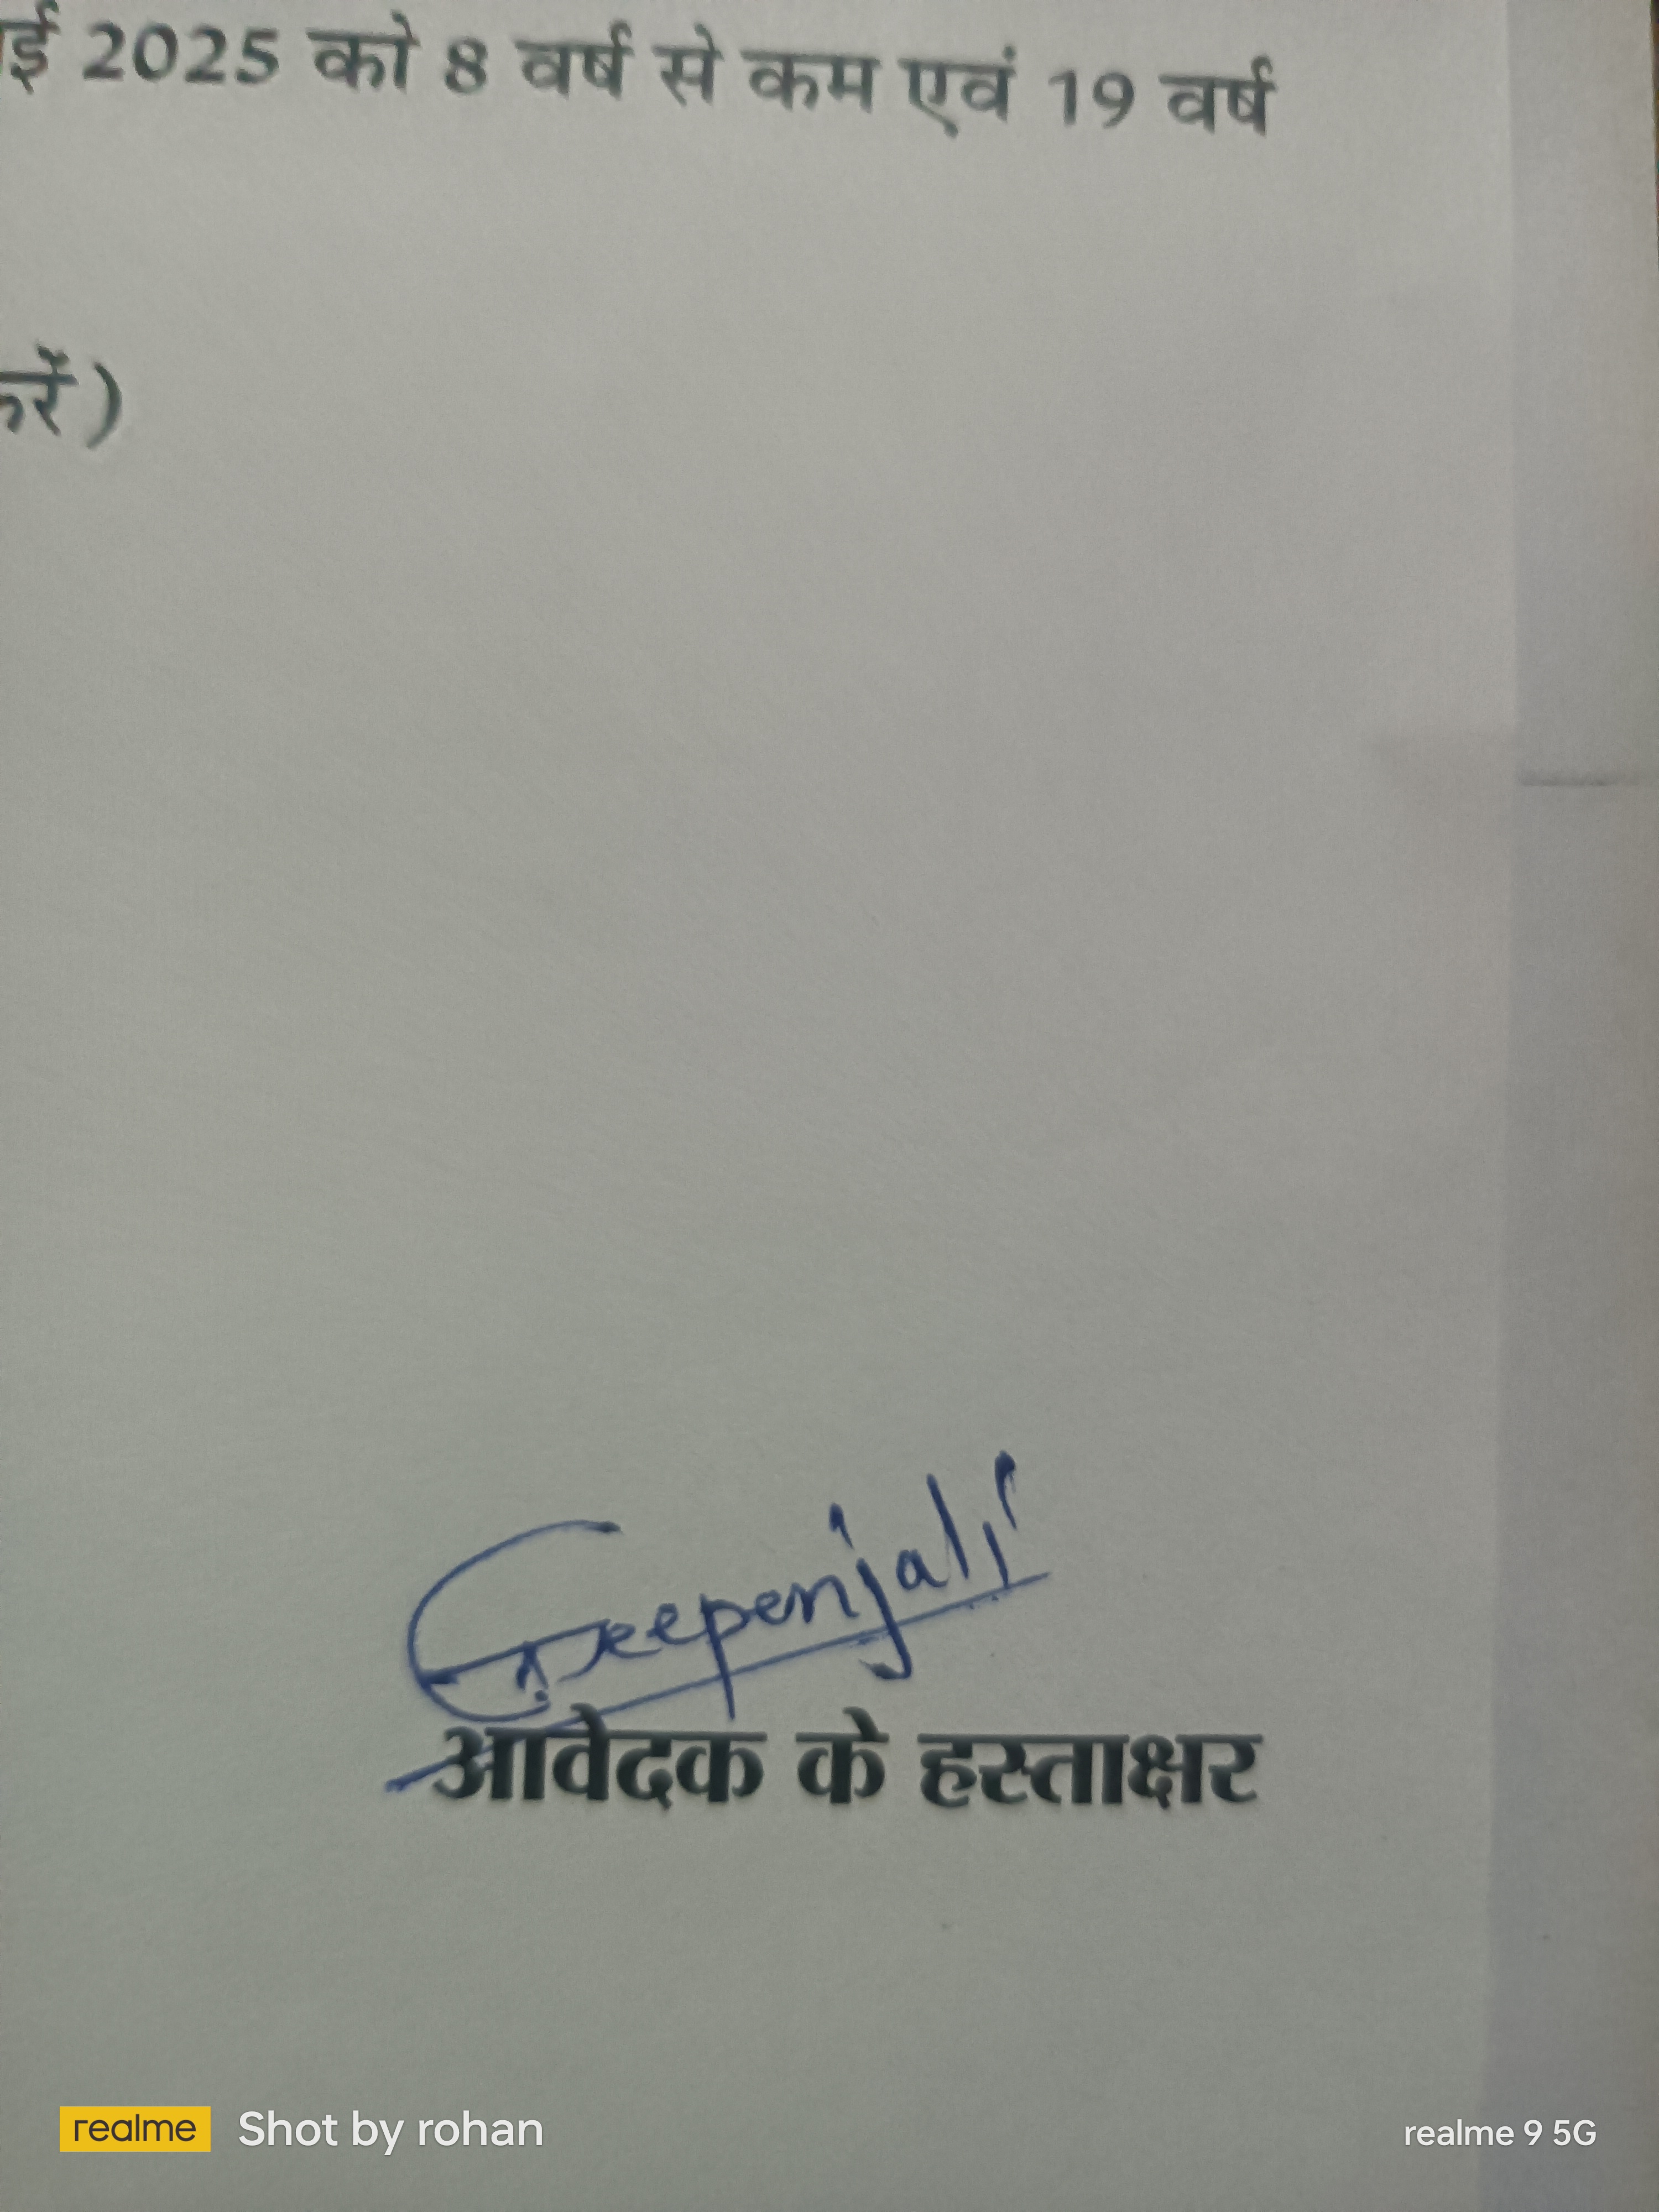 ई 2025 को 8 वर्ष से कम एवं 19 वर्ष
करें)
Geepenjali
आवेदक के हस्ताक्षर
realme Shot by rohan
realme 9 5G